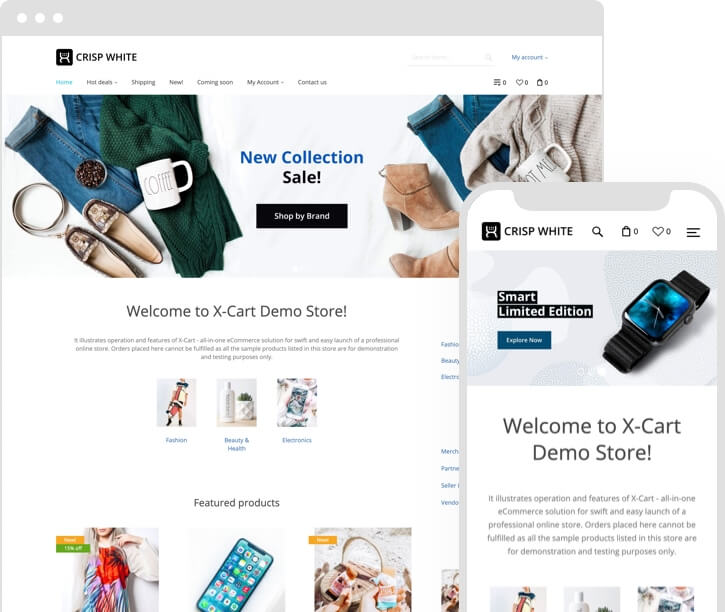 CRISP WHITE
Search items...
My account
Home Hot deals Shipping New! Coming soon My Account Contact us
0 0 0
COFFEE
New Collection
Sale!
Shop by Brand
Welcome to X-Cart Demo Store!
It illustrates operation and features of X-Cart - all-in-one eCommerce solution for swift and easy launch of a professional
online store. Orders placed here cannot be fulfilled as all the sample products listed in this store are for demonstration
and testing purposes only.
Fashion
Beauty &
Health
Electronics
Fashio
Beauty
Electro
Merch
Partne
Seller
Vendo
Featured products
New!
15% off
New!
CRISP WHITE 0 0
Smart
Limited Edition
Explore Now
Welcome to X-Cart
Demo Store!
It illustrates operation and features of X-Cart - all-in-one
eCommerce solution for swift and easy launch of a
professional online store. Orders placed here cannot be
fulfilled as all the sample products listed in this store are
for demonstration and testing purposes only.